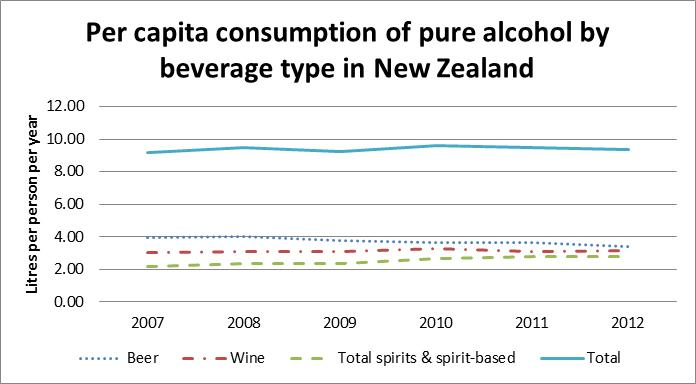 Per capita consumption of pure alcohol by
beverage type in New Zealand
Litres per person per year
12.00
10.00
8.00
6.00
4.00
2.00
0.00
2007 2008 2009 2010 2011 2012
Beer Wine Total spirits & spirit-based Total